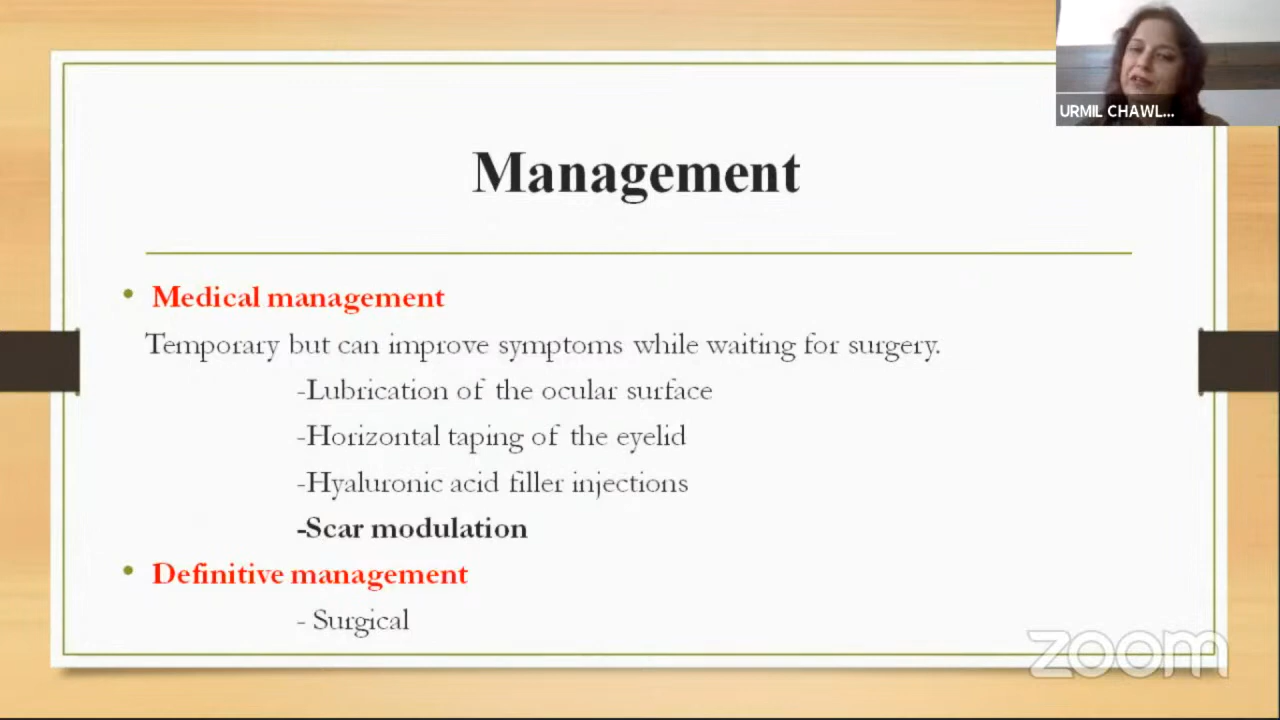 URMIL CHAWL...
Management
• Medical management
Temporary but can improve symptoms while waiting for surgery.
-Lubrication of the ocular surface
-Horizontal taping of the eyelid
-Hyaluronic acid filler injections
-Scar modulation
• Definitive management
- Surgical
zoom